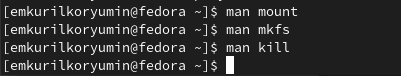 [emkurilkoryumin@fedora ~]$ man mount
[emkurilkoryumin@fedora ~]$ man mkfs
[emkurilkoryumin@fedora ~]$ man kill
[emkurilkoryumin@fedora ~]$